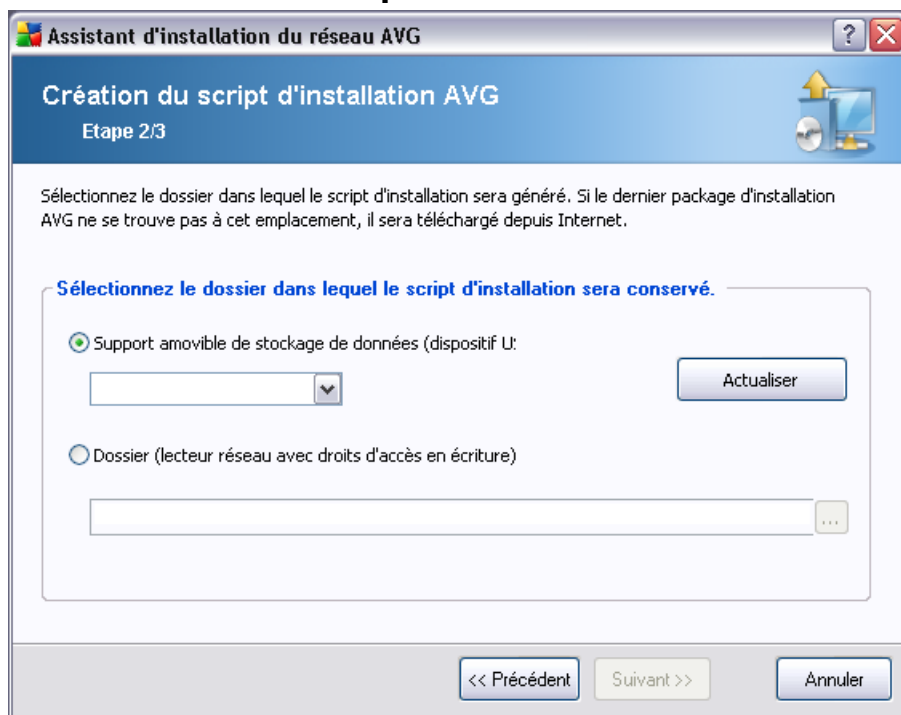 Assistant d'installation du réseau AVG
Création du script d'installation AVG
Etape 2/3
Sélectionnez le dossier dans lequel le script d'installation sera généré. Si le dernier package d'installation
AVG ne se trouve pas à cet emplacement, il sera téléchargé depuis Internet.
Sélectionnez le dossier dans lequel le script d'installation sera conservé.
Support amovible de stockage de données (dispositif U:
Actualiser
Dossier (lecteur réseau avec droits d'accès en écriture)
...
<< Précédent
Suivant >>
Annuler